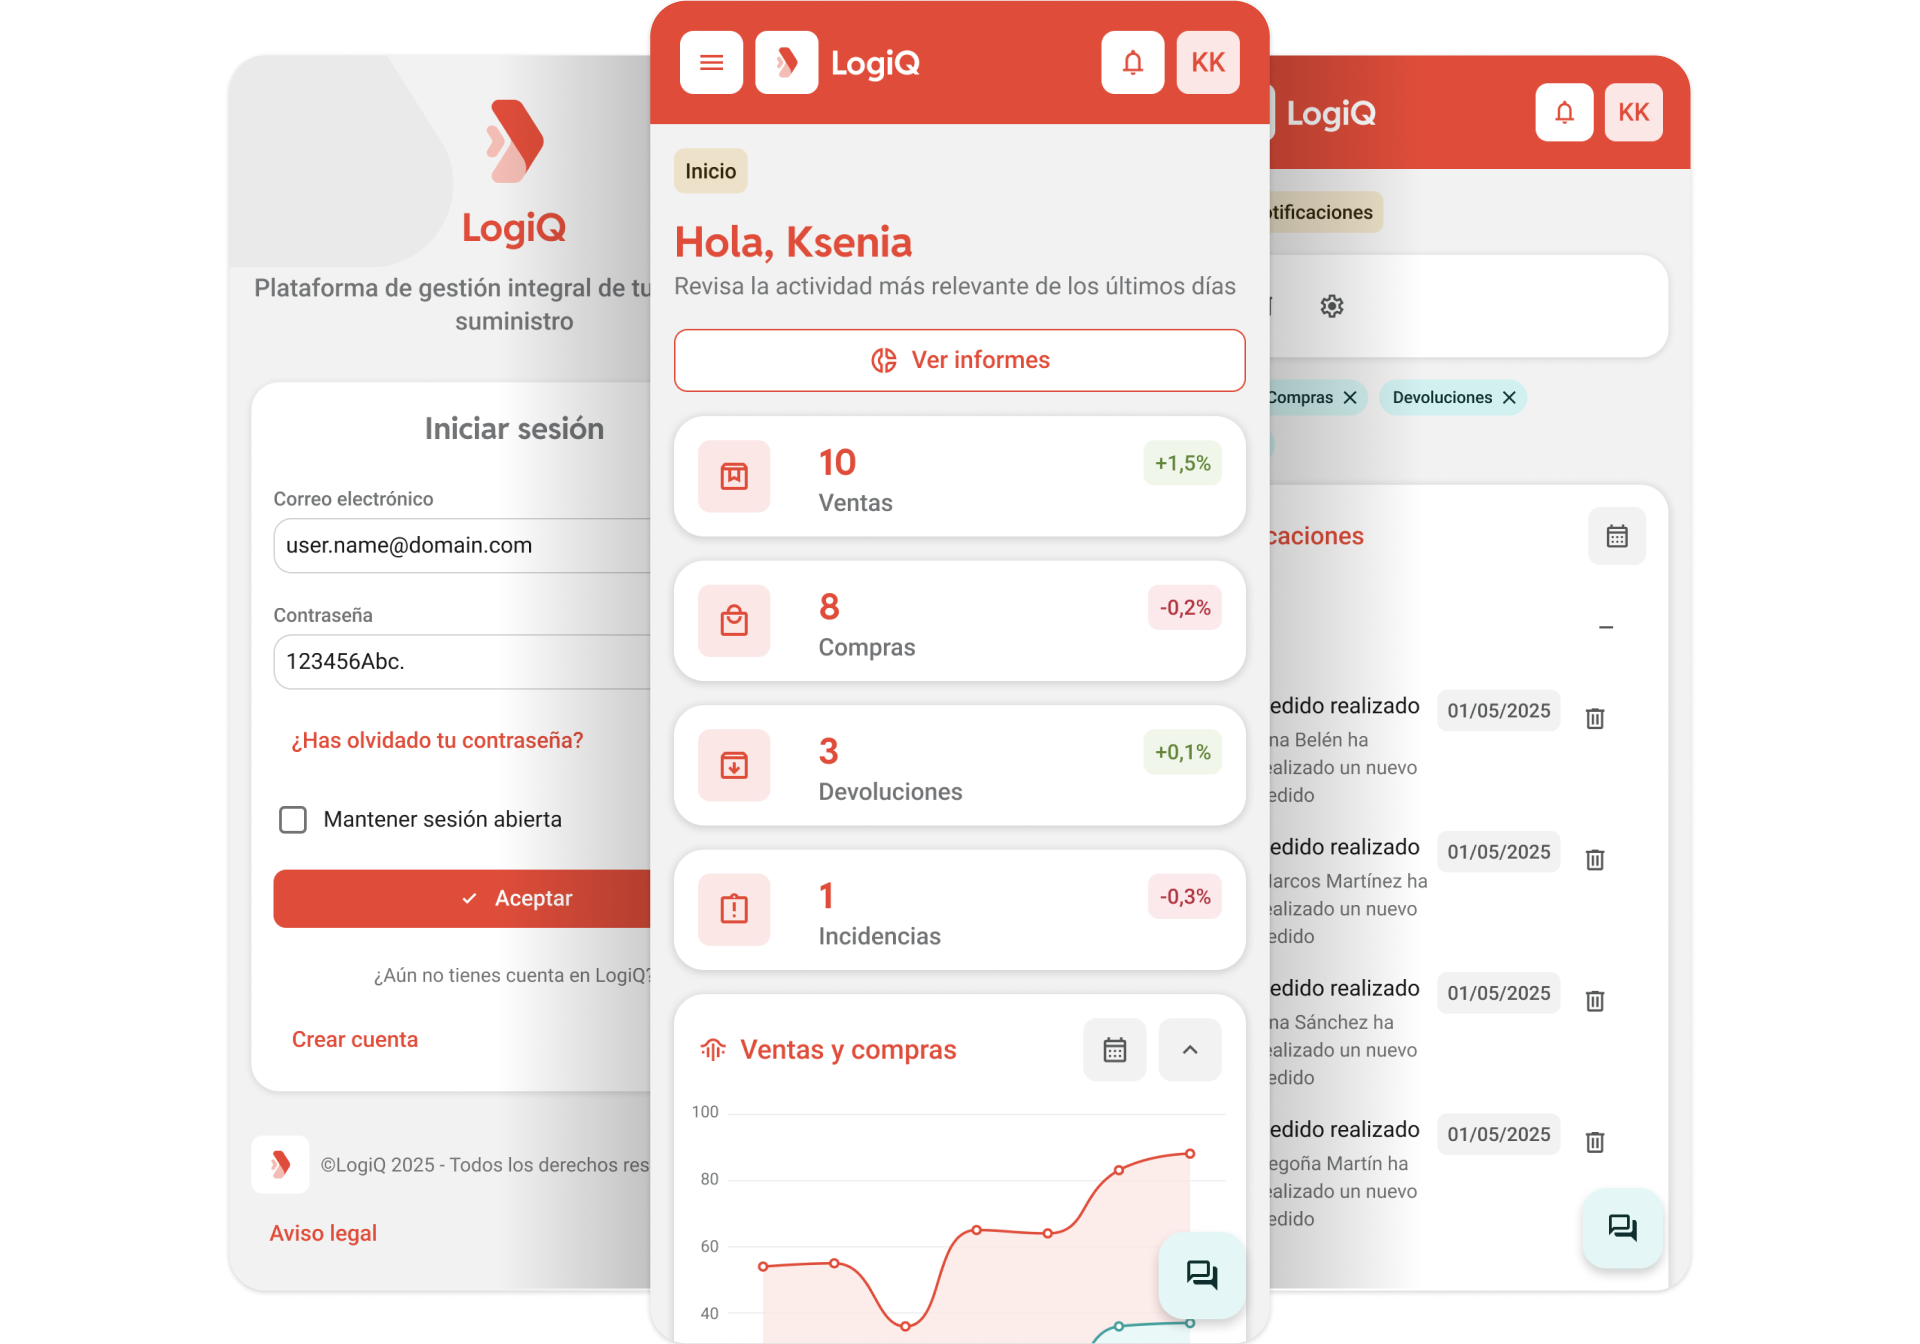 LogiQ
Plataforma de gestión integral de tu
suministro
Iniciar sesión
Correo electrónico
user.name@domain.com
Contraseña
123456Abc.
¿Has olvidado tu contraseña?
Mantener sesión abierta
Aceptar
¿Aún no tienes cuenta en LogiQ?
Crear cuenta
©LogiQ 2025 - Todos los derechos res
Aviso legal
LogiQ
KK
Inicio
Hola, Ksenia
Revisa la actividad más relevante de los últimos días
Ver informes
10
Ventas
+1,5%
8
Compras
-0,2%
3
Devoluciones
+0,1%
1
Incidencias
-0,3%
Ventas y compras
100
80
60
40
LogiQ
KK
otificaciones
Compras
Devoluciones
caciones
edido realizado
01/05/2025
na Belén ha
ealizado un nuevo
edido
edido realizado
01/05/2025
arcos Martínez ha
ealizado un nuevo
edido
edido realizado
01/05/2025
na Sánchez ha
ealizado un nuevo
edido
edido realizado
01/05/2025
egoña Martín ha
ealizado un nuevo
edido